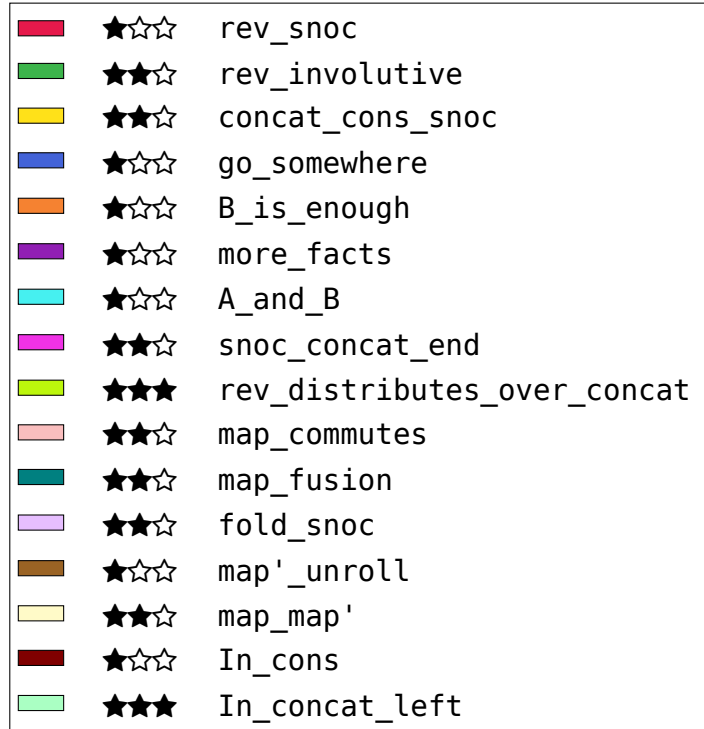 ★☆☆ rev_snoc
★★☆ rev_involutive
★★☆ concat_cons_snoc
★☆☆ go_somewhere
★☆☆ B_is_enough
★☆☆ more_facts
★☆☆ A_and_B
★★☆ snoc_concat_end
★★★ rev_distributes_over_concat
★★☆ map_commutes
★★☆ map_fusion
★★☆ fold_snoc
★☆☆ map'_unroll
★★☆ map_map'
★☆☆ In_cons
★★★ In_concat_left